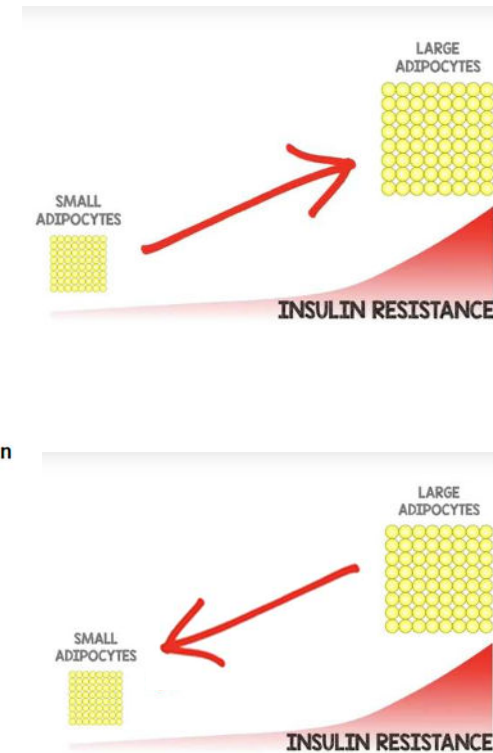 LARGE
ADIPOCYTES
SMALL
ADIPOCYTES
INSULIN RESISTANCE
n
LARGE
ADIPOCYTES
SMALL
ADIPOCYTES
INSULIN RESISTANCE